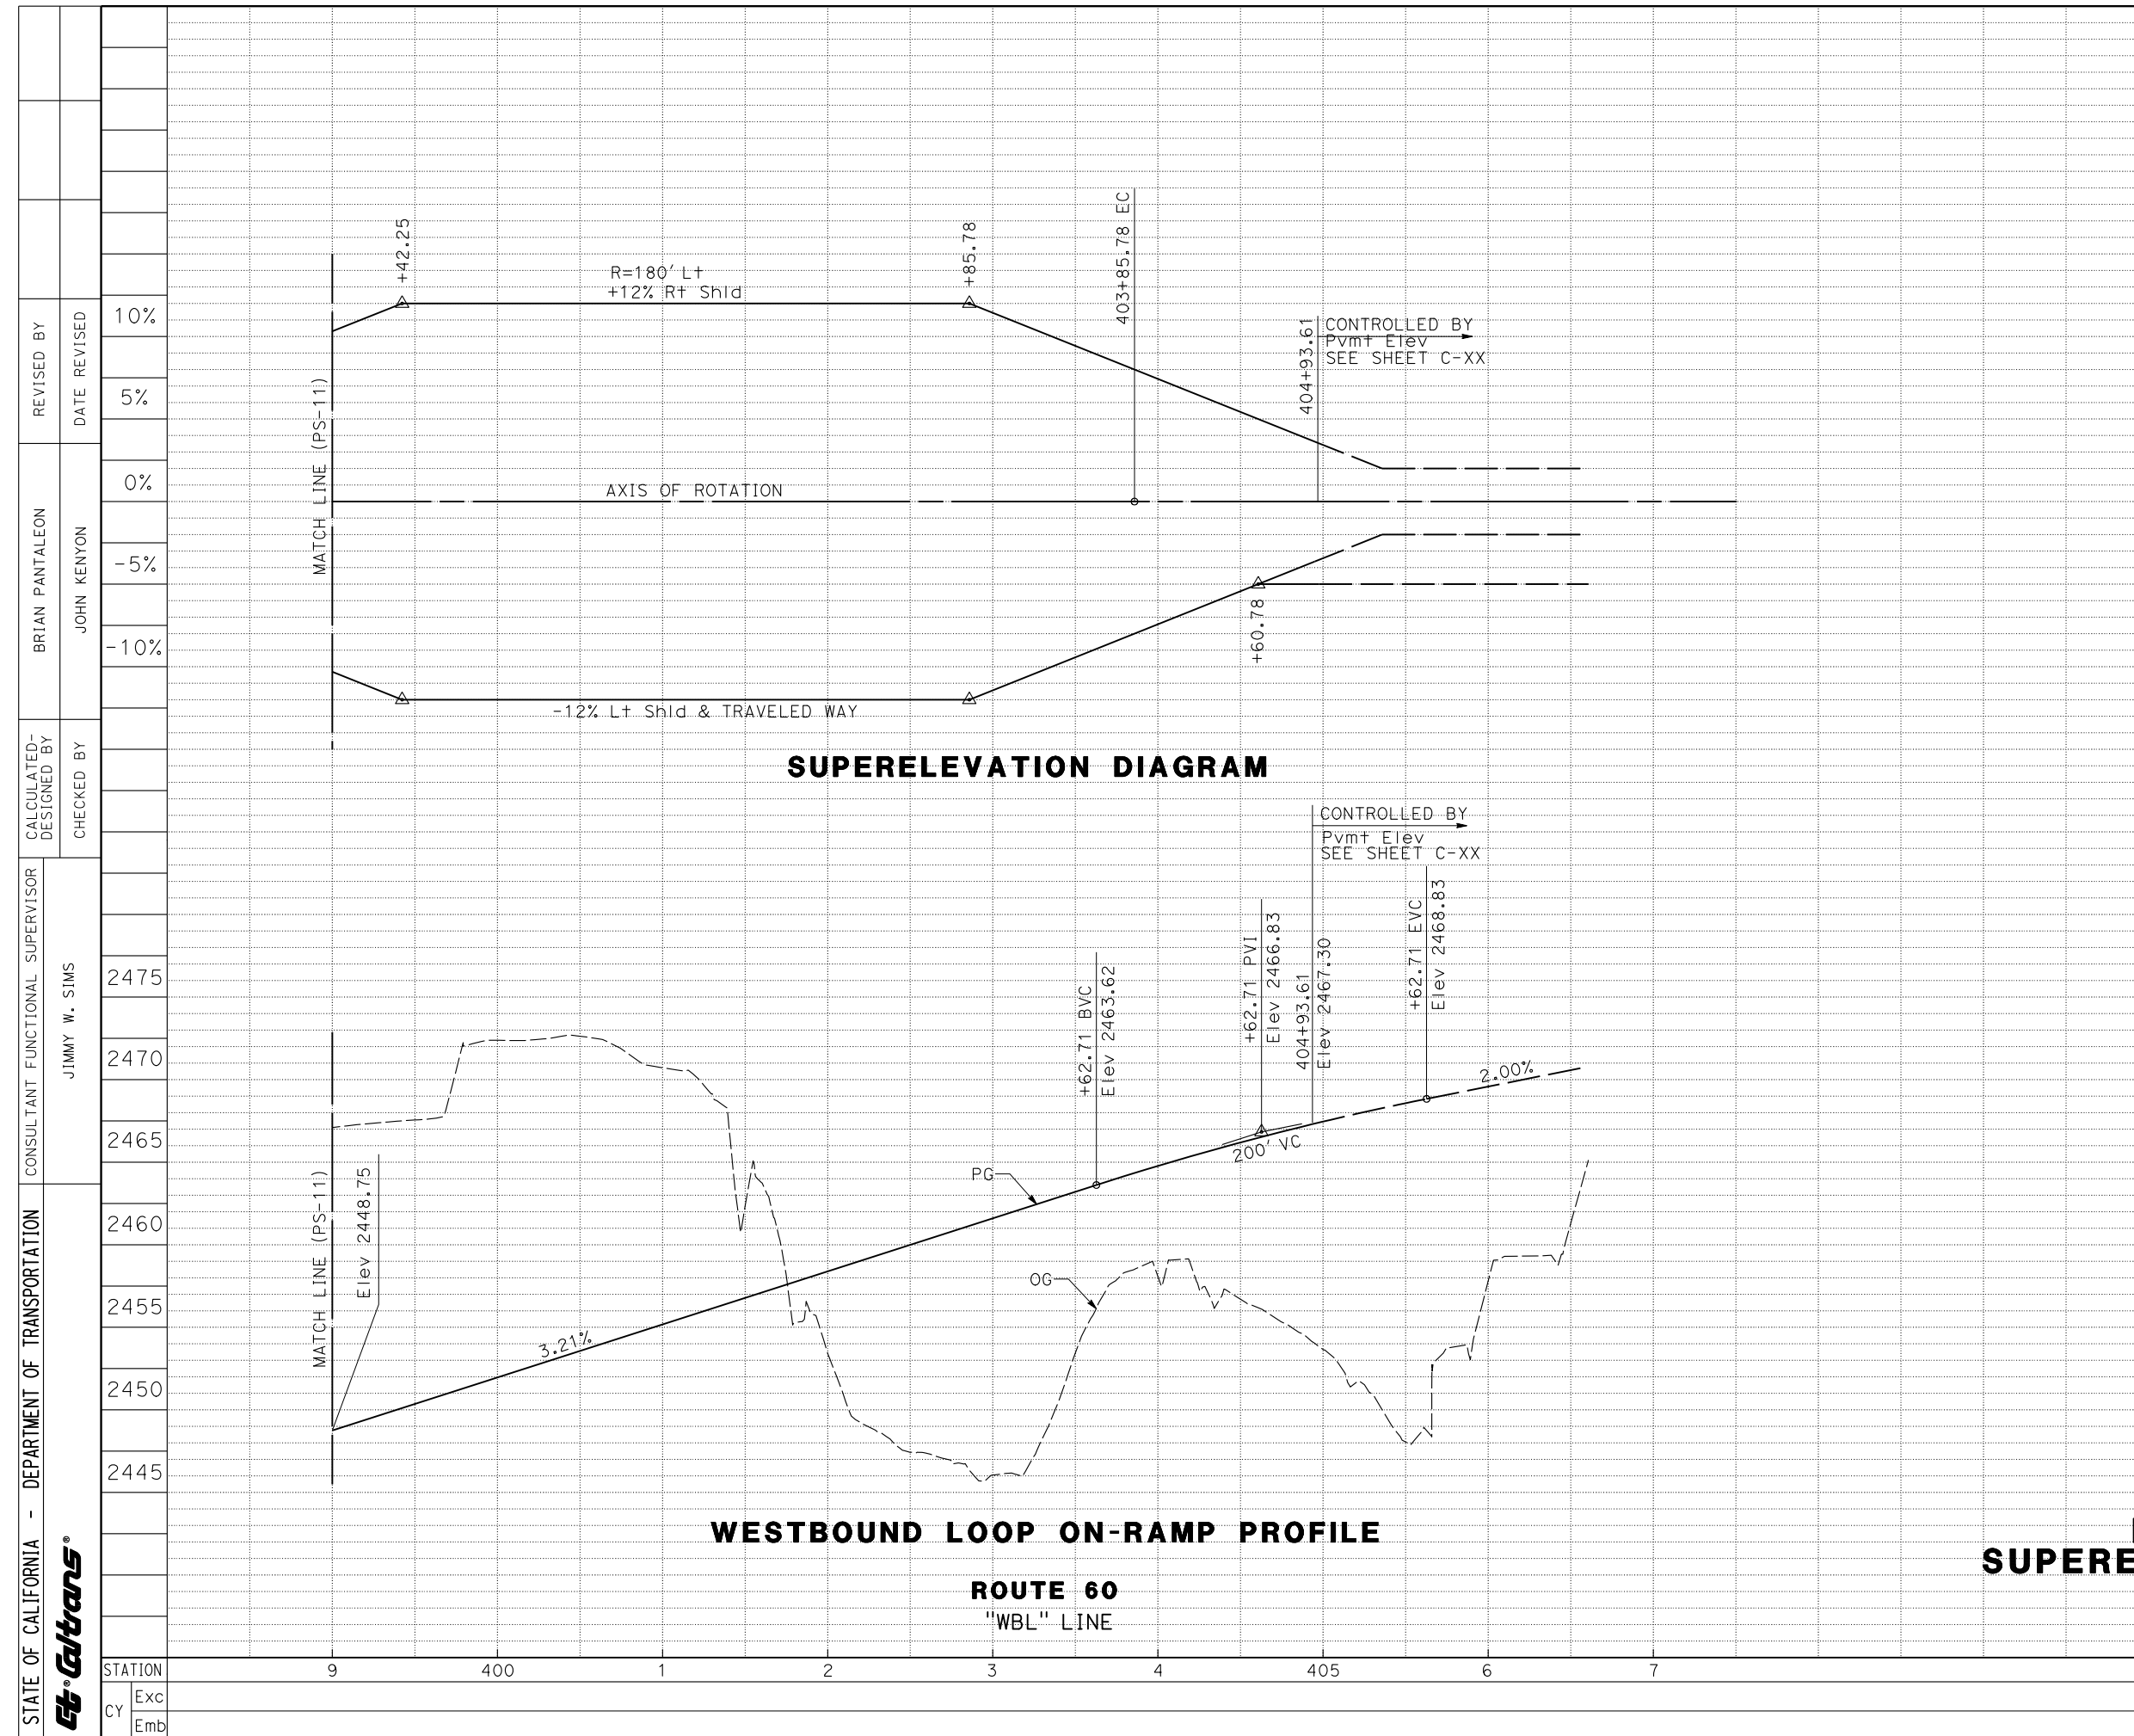 +42.25
R=180' Lt
+12% Rt Shld
+85.78
403+85.78 EC
404+93.61
CONTROLLED BY
Pvmt Elev
SEE SHEET C-XX
10%
5%
0%
-5%
-10%
MATCH LINE (PS-11)
AXIS OF ROTATION
+60.78
-12% Lt Shld & TRAVELED WAY
SUPERELEVATION DIAGRAM
CONTROLLED BY
Pvmt Elev
SEE SHEET C-XX
2475
2470
2465
2460
2455
2450
2445
+62.71 BVC
Elev 2463.62
+62.71 PVI
Elev 2466.83
404+93.61
Elev 2467.30
+62.71 EVC
Elev 2468.83
2.00%
200' VC
PG
MATCH LINE (PS-11)
Elev 2448.75
OG
3.21%
WESTBOUND LOOP ON-RAMP PROFILE
ROUTE 60
"WBL" LINE
SUPERE
STATION
9 400 1 2 3 4 405 6 7
CY
Exc
Emb
REVISED BY
DATE REVISED
BRIAN PANTALEON
JOHN KENYON
CALCULATED-
DESIGNED BY
CHECKED BY
CONSULTANT FUNCTIONAL SUPERVISOR
JIMMY W. SIMS
STATE OF CALIFORNIA - DEPARTMENT OF TRANSPORTATION
Caltrans®